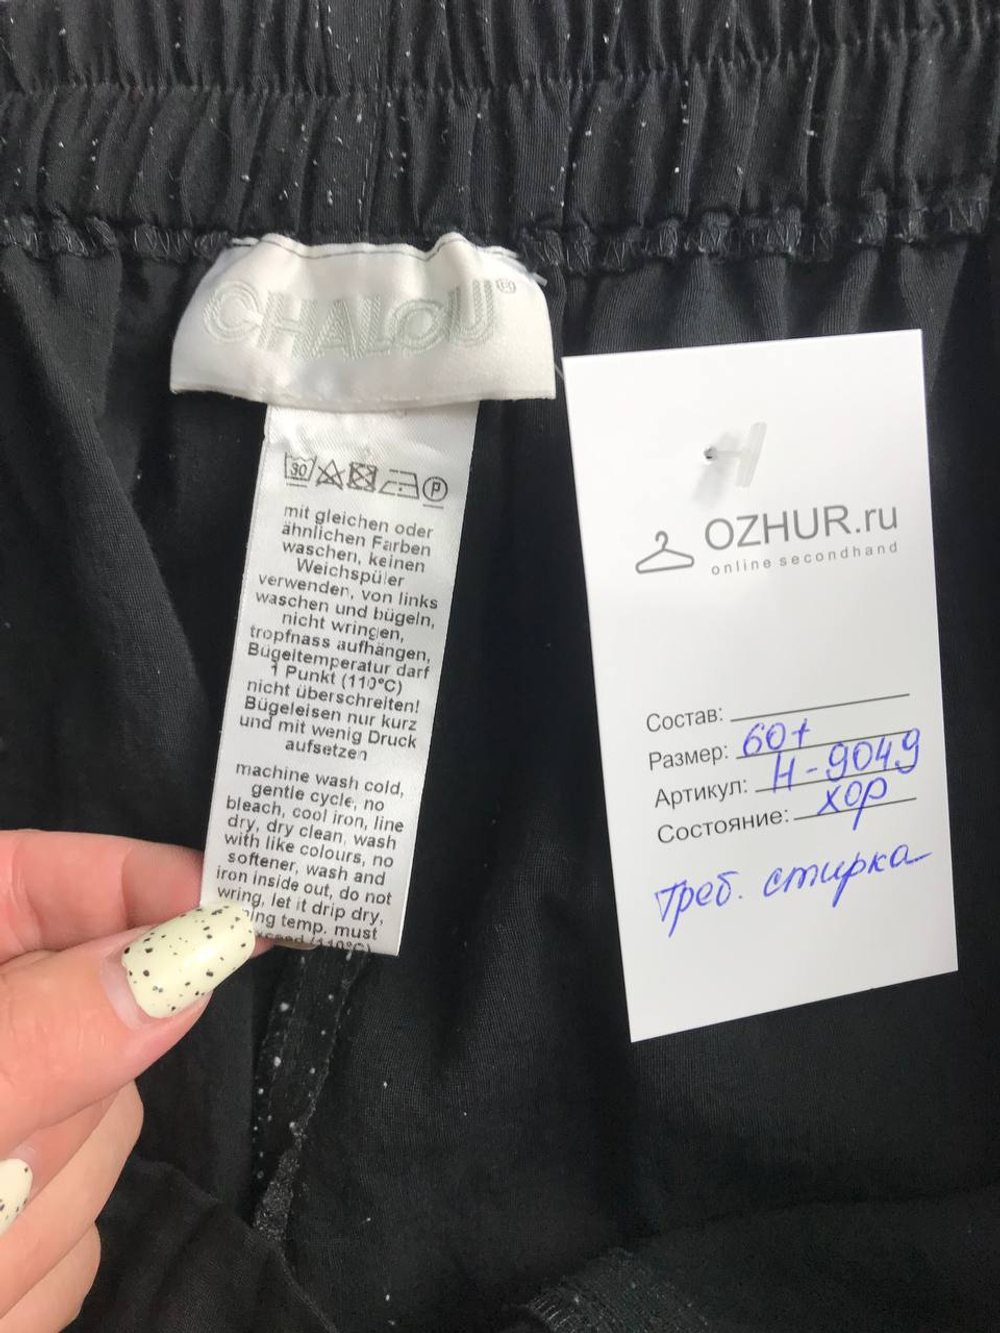 CHALOU®
30 P
mit gleichen oder
ähnlichen Farben
waschen, keinen
Weichspüler
verwenden, von links
waschen und bügeln,
nicht wringen,
tropfnass aufhängen,
Bügeltemperatur darf
1 Punkt (110°C)
nicht überschreiten!
Bügeleisen nur kurz
und mit wenig Druck
aufsetzen
machine wash cold,
gentle cycle, no
bleach, cool iron, line
dry, dry clean, wash
with like colours, no
softener, wash and
iron inside out, do not
wring, let it drip dry,
temp. must
(110°C)
OZHUR.ru
online secondhand
Состав:
Размер: 60+
Артикул: Н-9049
Состояние: хор
Треб. стирка